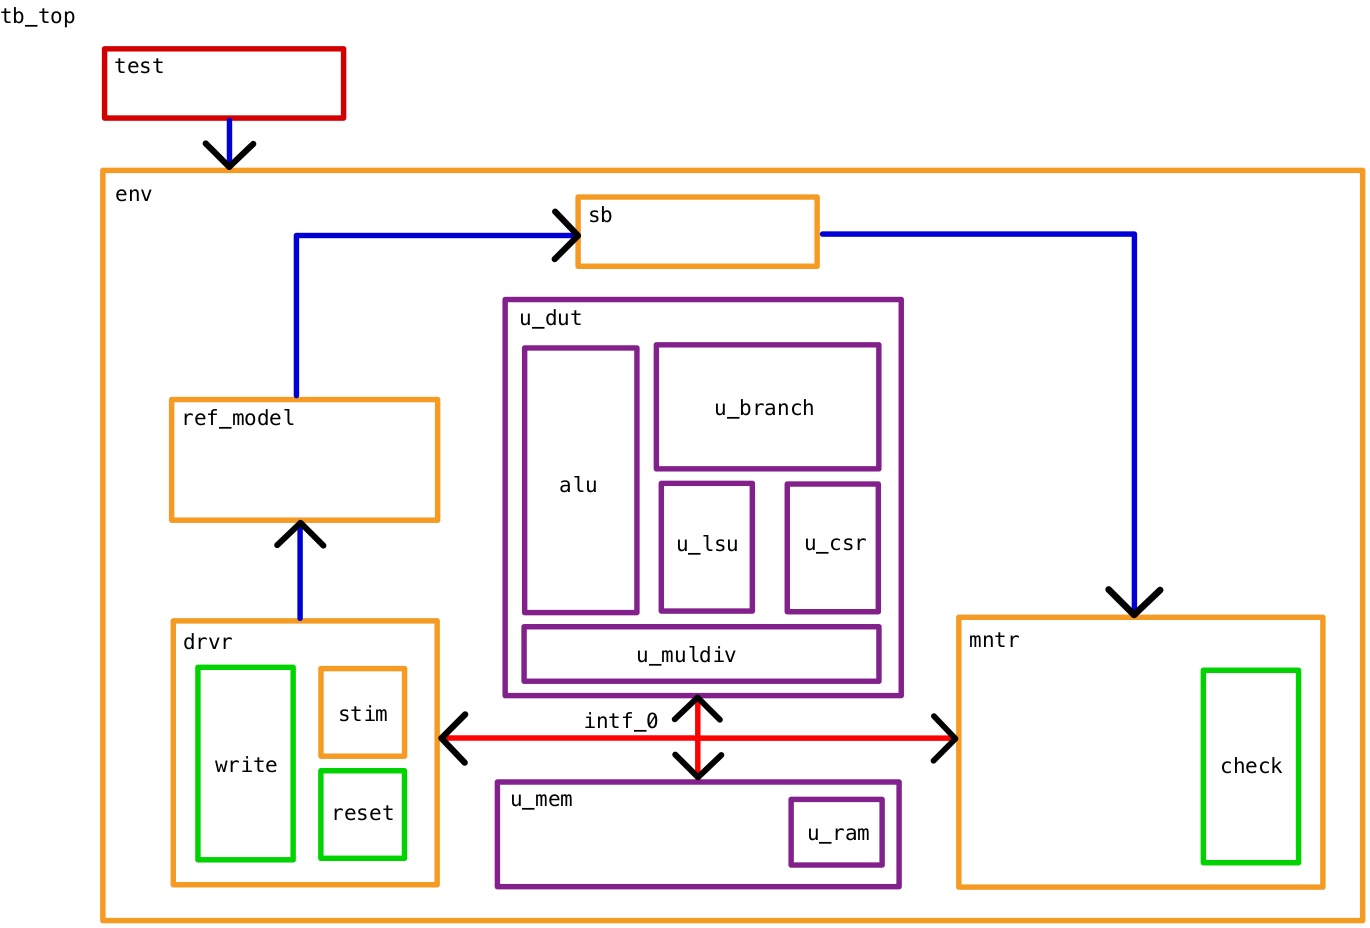 tb_top
test
env
sb
u_dut
u_branch
ref_model
alu
u_lsu
u_csr
drvr
mntr
u_muldiv
stim
intf_0
write
check
reset
u_mem
u_ram